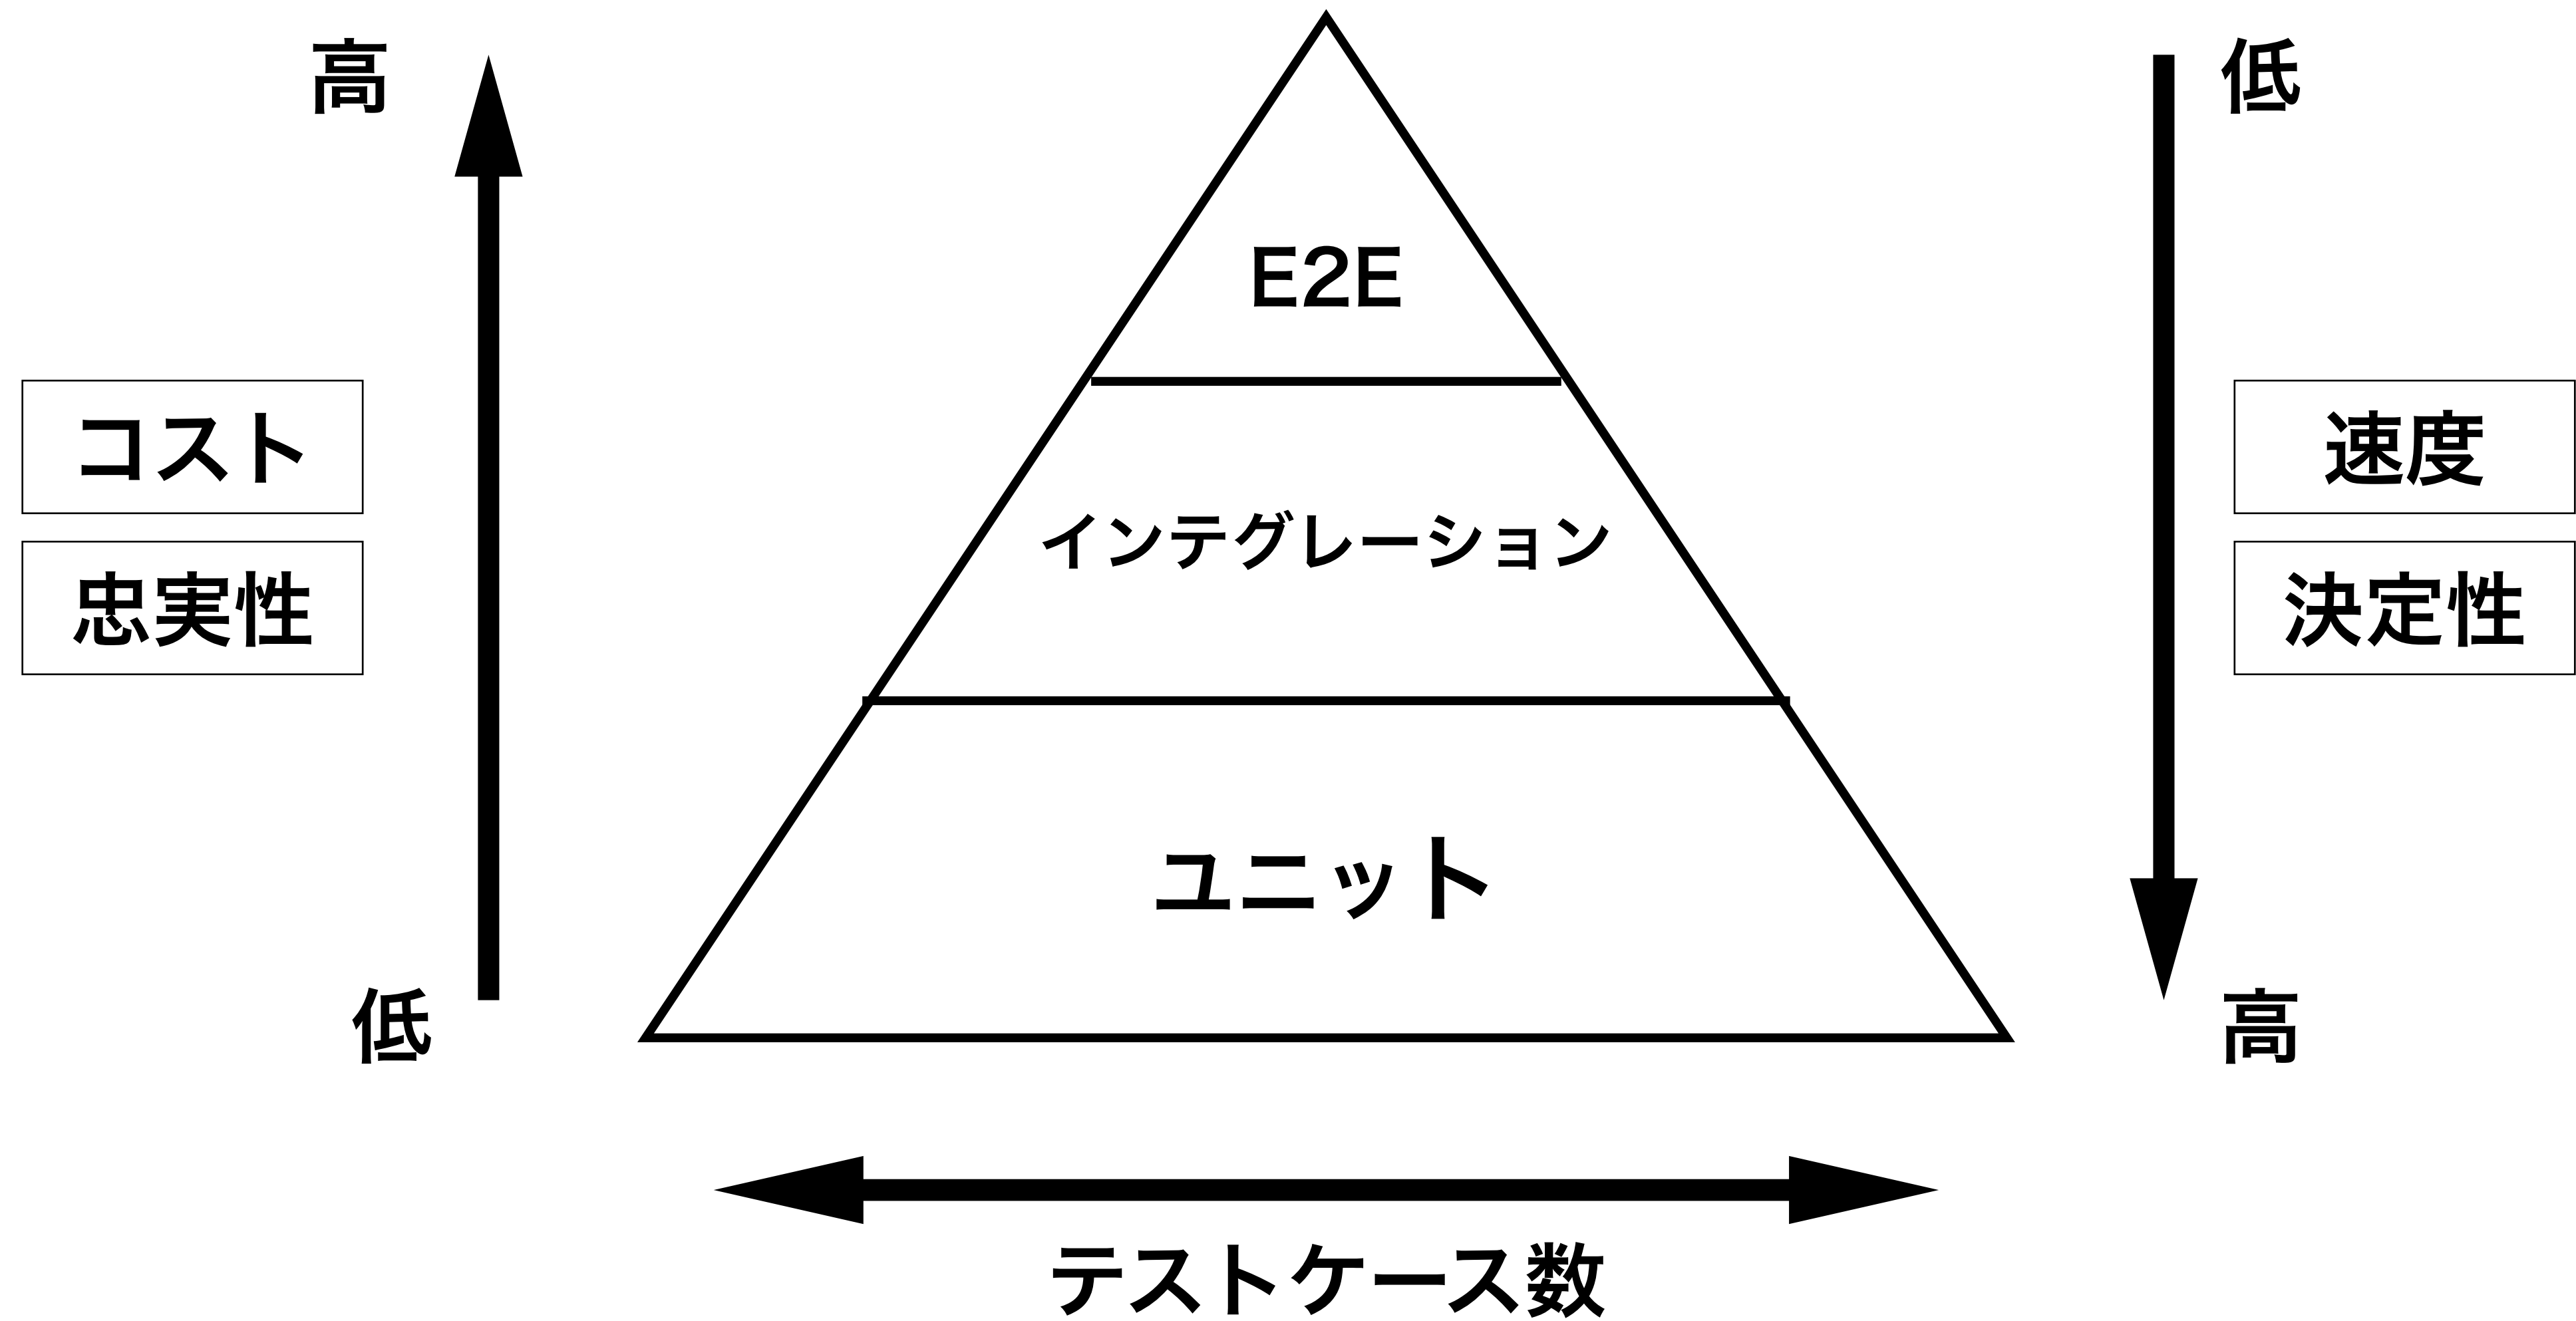 高
低
E2E
コスト
速度
インテグレーション
忠実性
決定性
ユニット
低
高
テストケース数